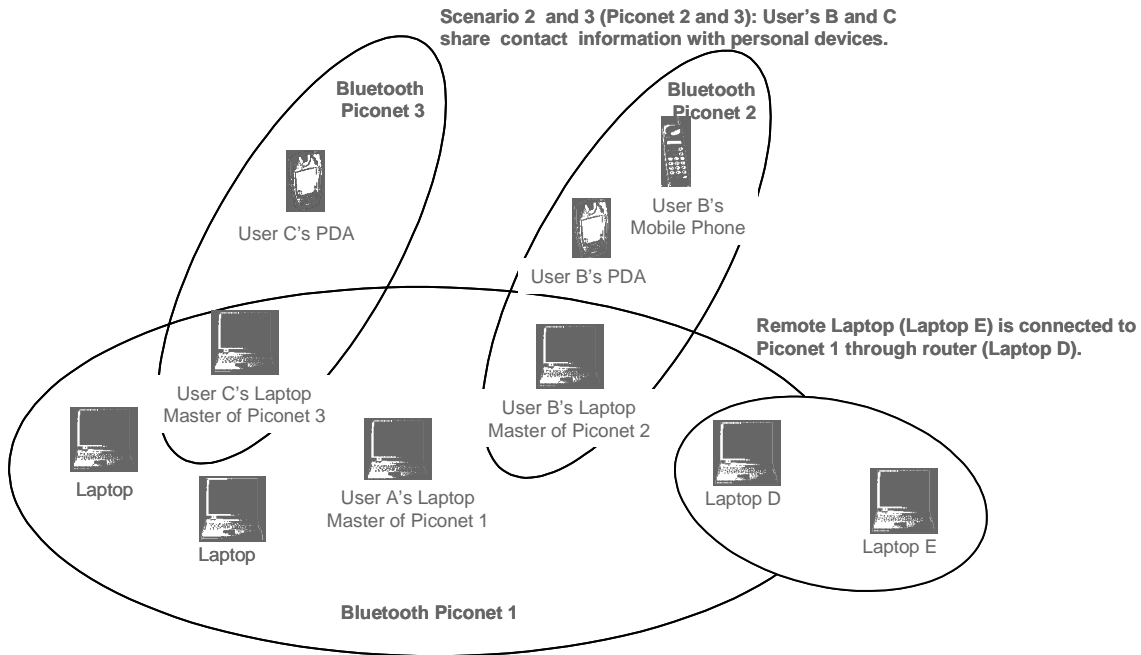 Scenario 2 and 3 (Piconet 2 and 3): User's B and C
share contact information with personal devices.
Bluetooth
Piconet 3
Bluetooth
Piconet 2
User C's PDA
User B's
Mobile Phone
User B's PDA
Remote Laptop (Laptop E) is connected to
Piconet 1 through router (Laptop D).
User C's Laptop
Master of Piconet 3
User B's Laptop
Master of Piconet 2
Laptop
User A's Laptop
Master of Piconet 1
Laptop D
Laptop
Laptop E
Bluetooth Piconet 1